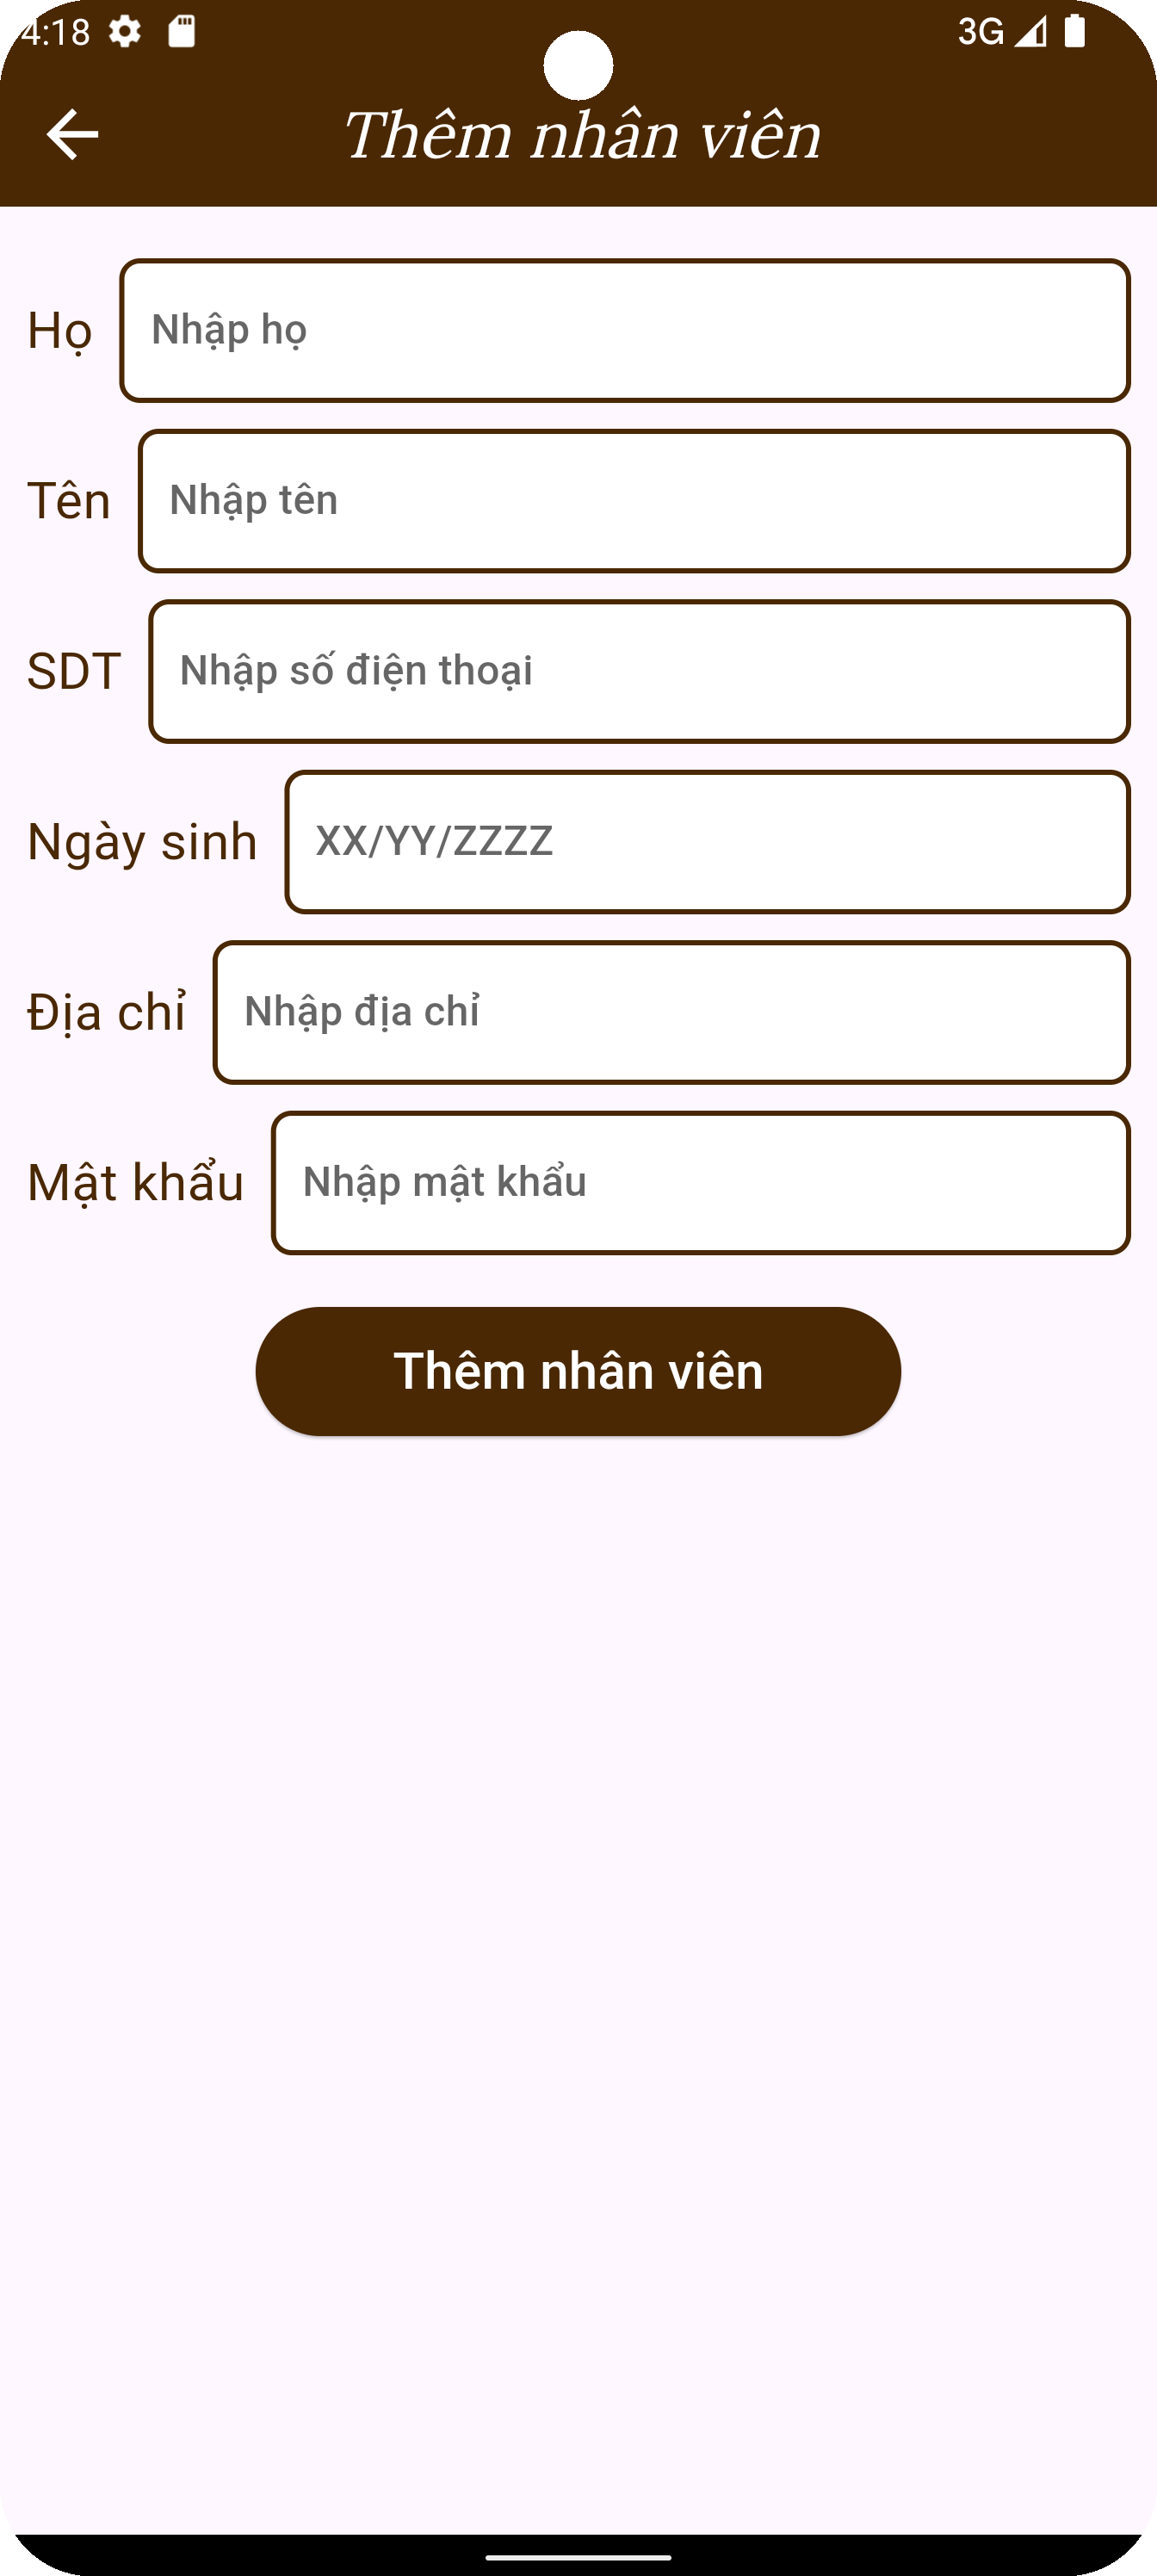 4:18
3G
Thêm nhân viên
Họ
Nhập họ
Tên
Nhập tên
SDT
Nhập số điện thoại
Ngày sinh
XX/YY/ZZZZ
Địa chỉ
Nhập địa chỉ
Mật khẩu
Nhập mật khẩu
Thêm nhân viên